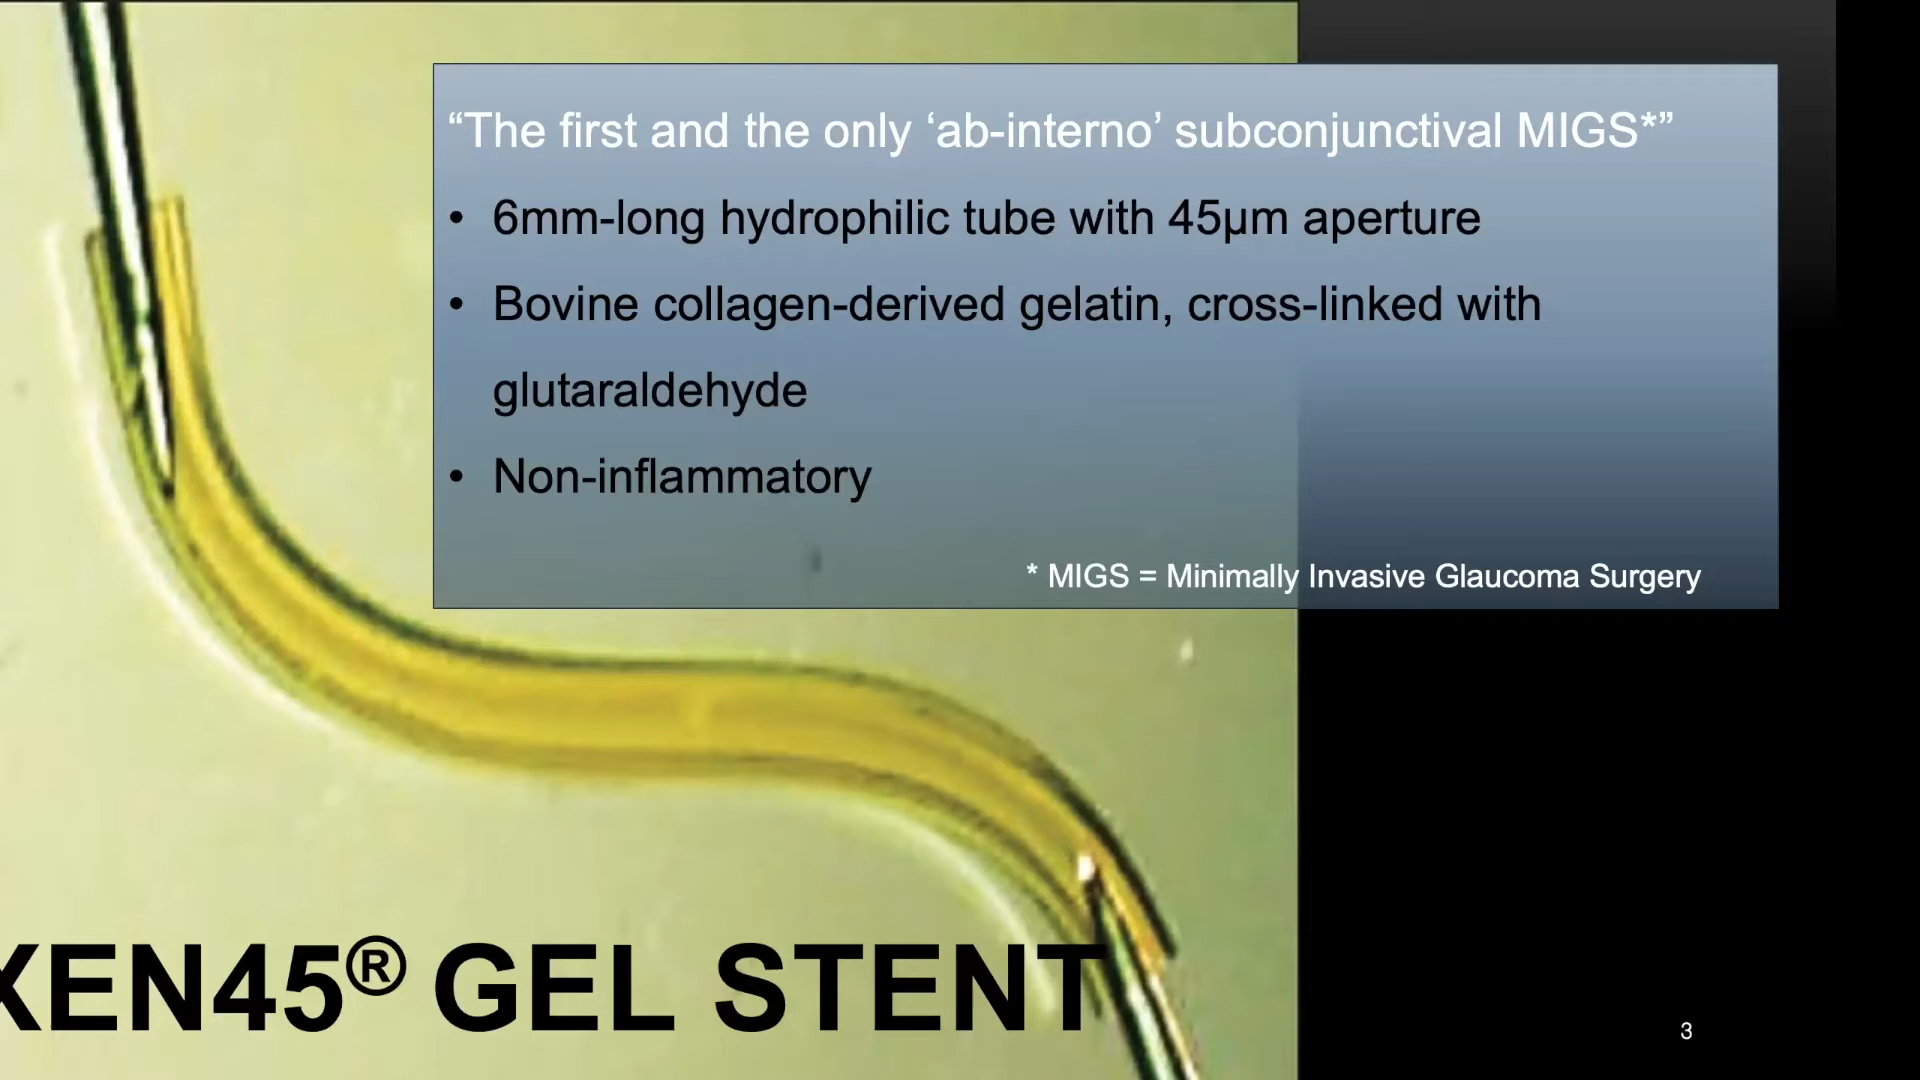 “The first and the only ‘ab-interno’ subconjunctival MIGS*”
• 6mm-long hydrophilic tube with 45μm aperture
• Bovine collagen-derived gelatin, cross-linked with
glutaraldehyde
• Non-inflammatory
* MIGS = Minimally Invasive Glaucoma Surgery
XEN45® GEL STENT
3